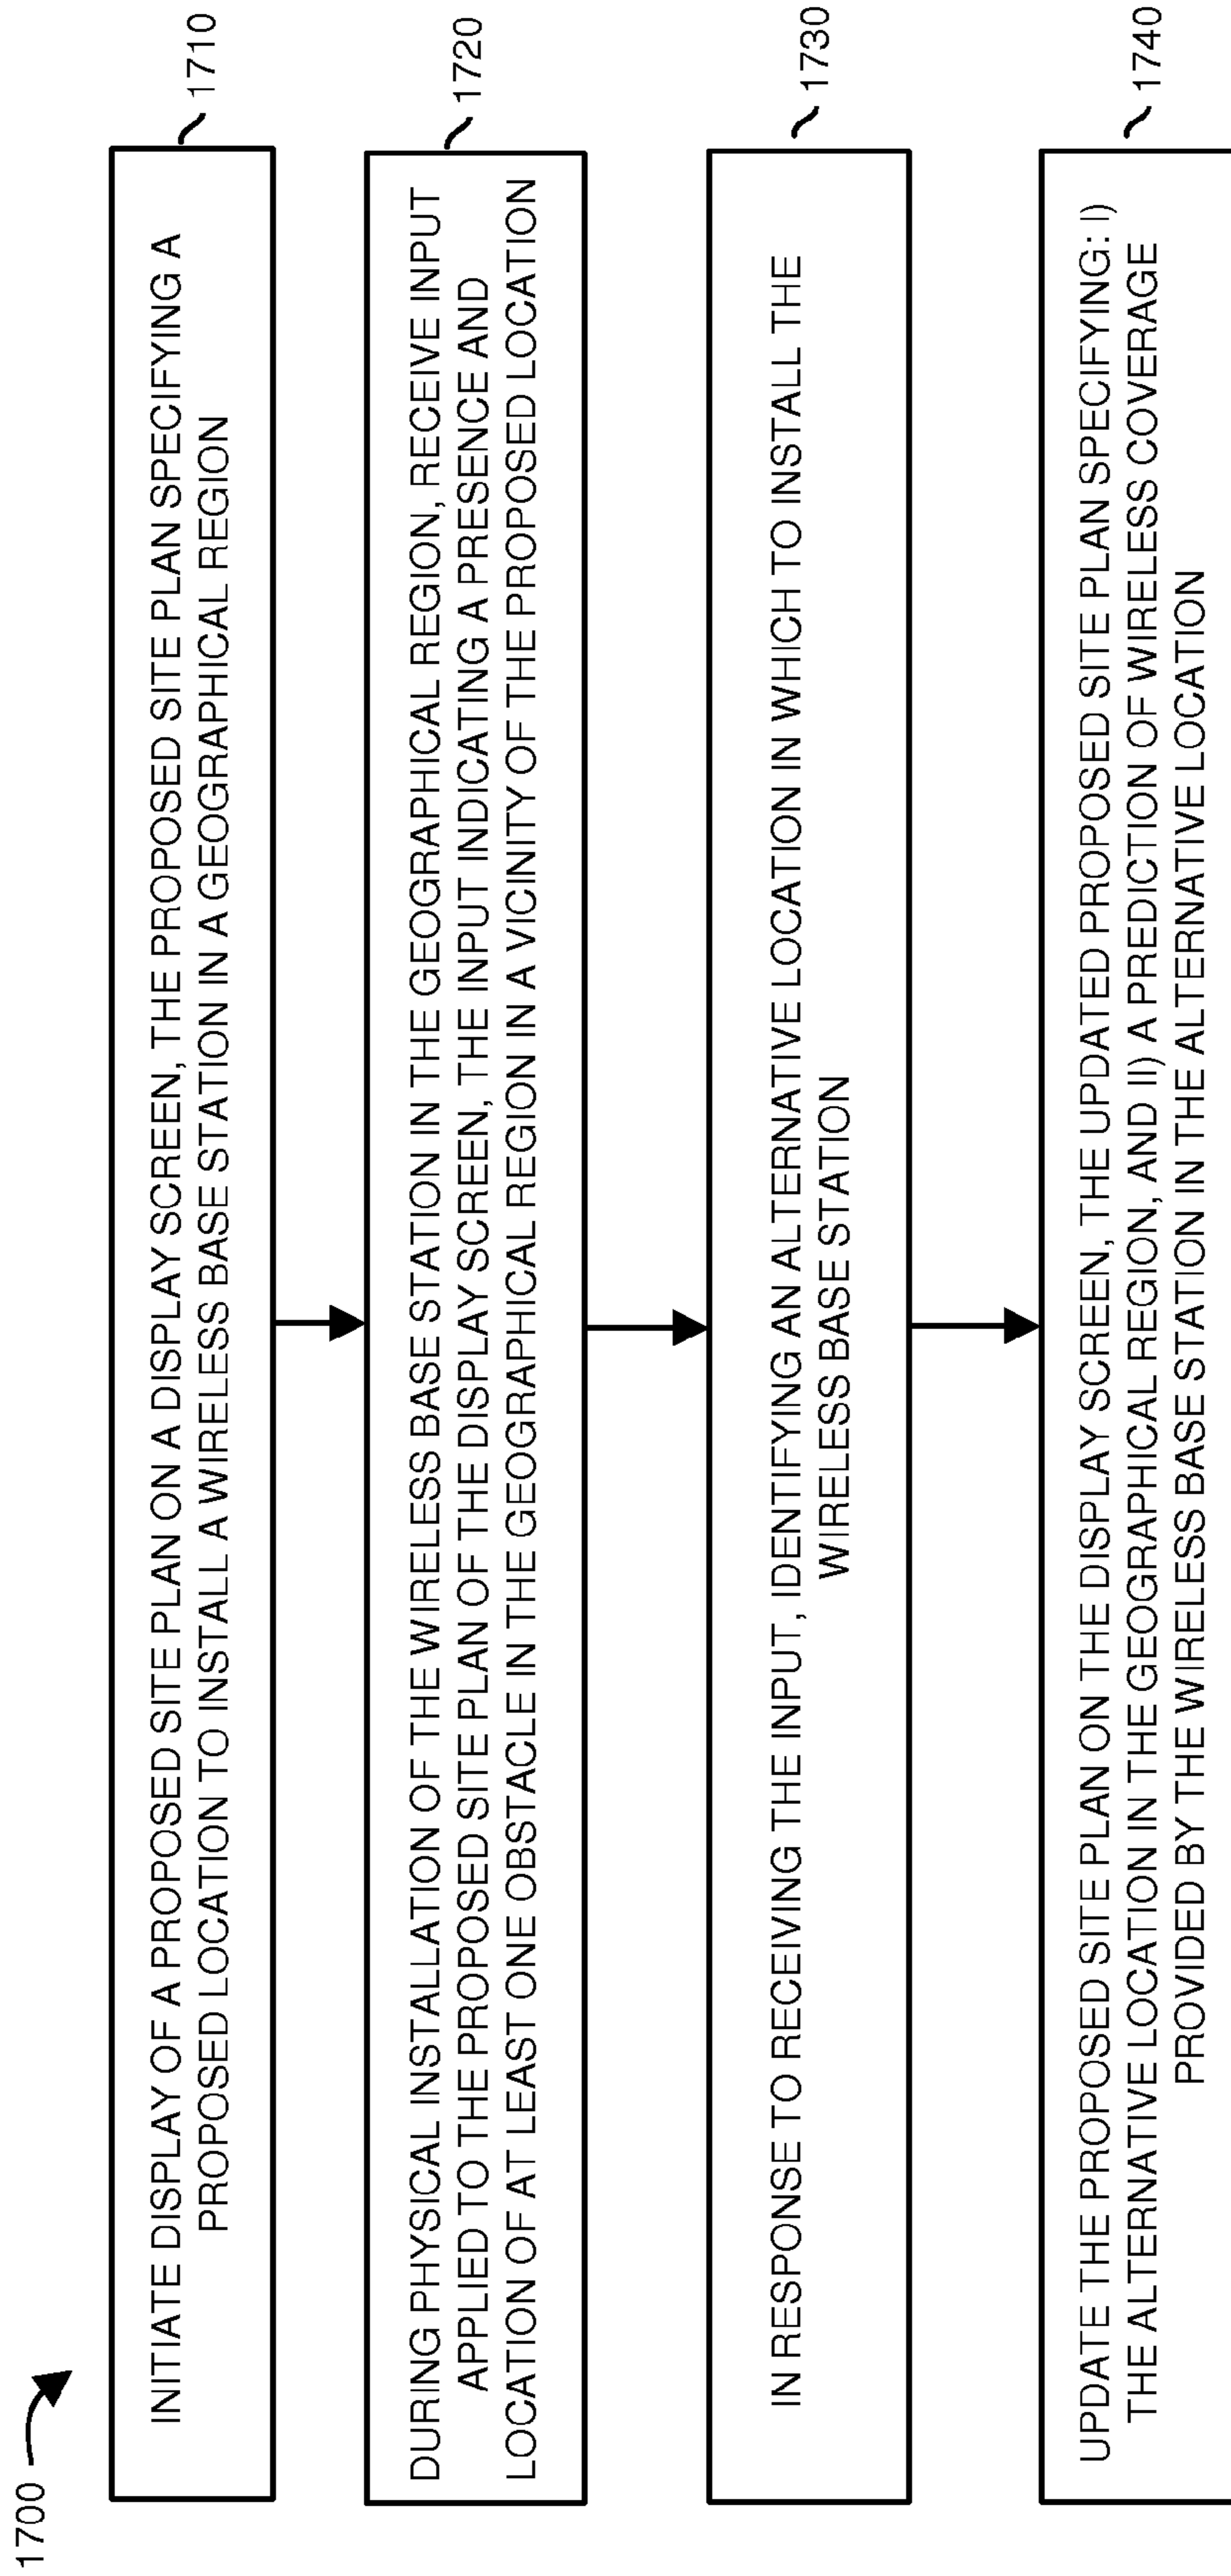 1700
INITIATE DISPLAY OF A PROPOSED SITE PLAN ON A DISPLAY SCREEN, THE PROPOSED SITE PLAN SPECIFYING A
PROPOSED LOCATION TO INSTALL A WIRELESS BASE STATION IN A GEOGRAPHICAL REGION
1710
DURING PHYSICAL INSTALLATION OF THE WIRELESS BASE STATION IN THE GEOGRAPHICAL REGION, RECEIVE INPUT
APPLIED TO THE PROPOSED SITE PLAN OF THE DISPLAY SCREEN, THE INPUT INDICATING A PRESENCE AND
LOCATION OF AT LEAST ONE OBSTACLE IN THE GEOGRAPHICAL REGION IN A VICINITY OF THE PROPOSED LOCATION
1720
IN RESPONSE TO RECEIVING THE INPUT, IDENTIFYING AN ALTERNATIVE LOCATION IN WHICH TO INSTALL THE
WIRELESS BASE STATION
1730
UPDATE THE PROPOSED SITE PLAN ON THE DISPLAY SCREEN, THE UPDATED PROPOSED SITE PLAN SPECIFYING: I)
THE ALTERNATIVE LOCATION IN THE GEOGRAPHICAL REGION, AND II) A PREDICTION OF WIRELESS COVERAGE
PROVIDED BY THE WIRELESS BASE STATION IN THE ALTERNATIVE LOCATION
1740